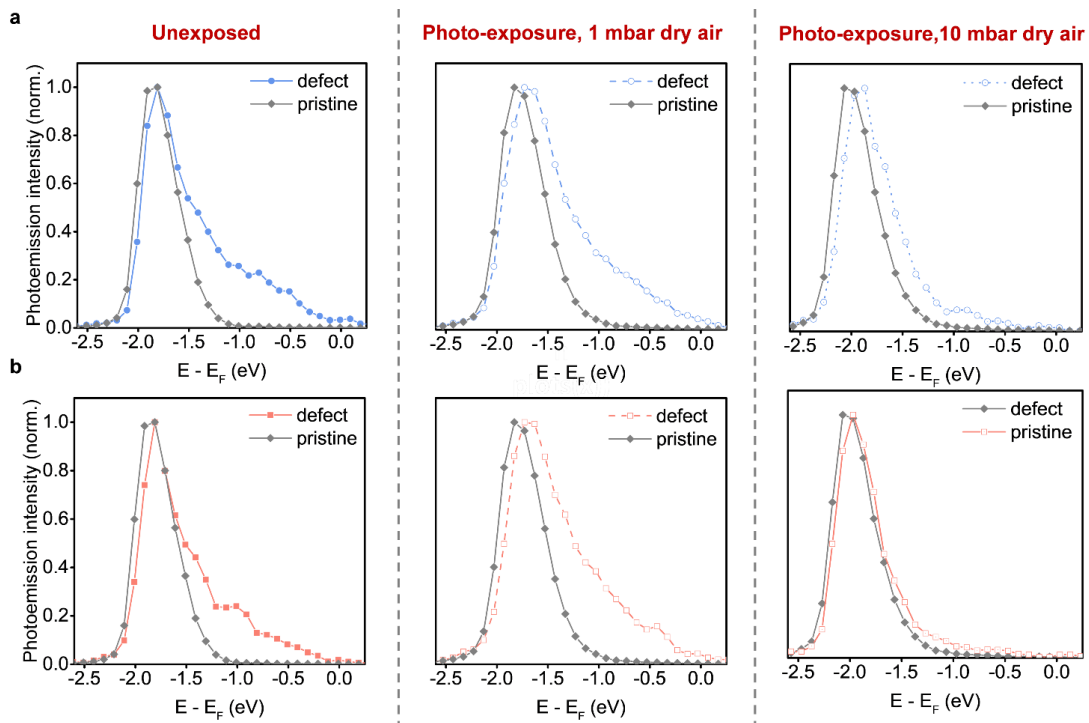 a
Unexposed
Photo-exposure, 1 mbar dry air
Photo-exposure,10 mbar dry air
Photoemission intensity (norm.)
1.0
0.8
0.6
0.4
0.2
0.0
defect
pristine
-2.5 -2.0 -1.5 -1.0 -0.5 0.0
E - EF (eV)
defect
pristine
-2.5 -2.0 -1.5 -1.0 -0.5 0.0
E - EF (eV)
defect
pristine
-2.5 -2.0 -1.5 -1.0 -0.5 0.0
E - EF (eV)
b
Photoemission intensity (norm.)
1.0
0.8
0.6
0.4
0.2
0.0
defect
pristine
-2.5 -2.0 -1.5 -1.0 -0.5 0.0
E - EF (eV)
defect
pristine
-2.5 -2.0 -1.5 -1.0 -0.5 0.0
E - EF (eV)
defect
pristine
-2.5 -2.0 -1.5 -1.0 -0.5 0.0
E - EF (eV)